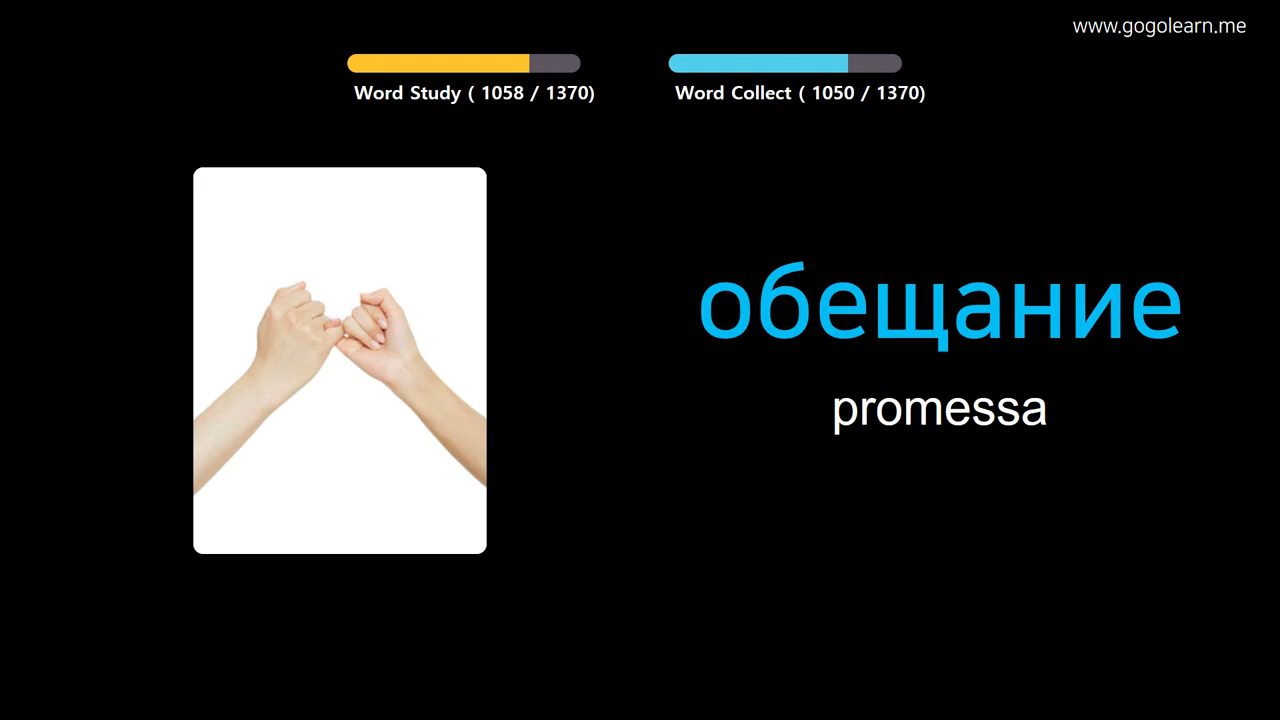 www.gogolearn.me
Word Study ( 1058 / 1370)
Word Collect ( 1050 / 1370)
обещание
promessa